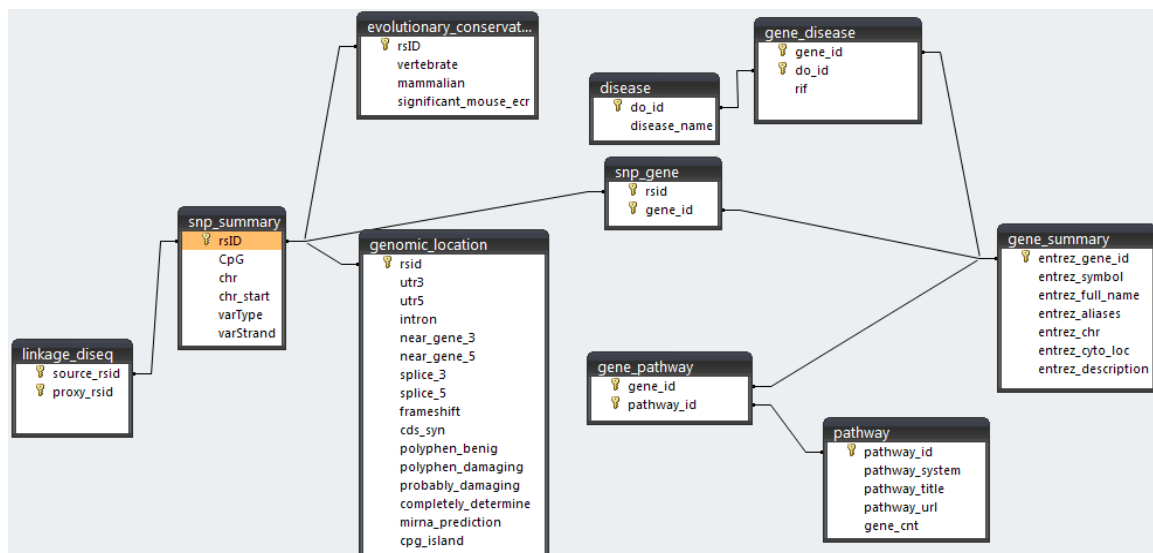 evolutionary_conservat...
rsID
vertebrate
mammalian
significant_mouse_ecr
gene_disease
gene_id
do_id
rif
disease
do_id
disease_name
snp_gene
rsid
gene_id
snp_summary
rsID
CpG
chr
chr_start
varType
varStrand
genomic_location
rsid
utr3
utr5
intron
near_gene_3
near_gene_5
splice_3
splice_5
frameshift
cds_syn
polyphen_benig
polyphen_damaging
probably_damaging
completely_determine
mirna_prediction
cpg_island
gene_summary
entrez_gene_id
entrez_symbol
entrez_full_name
entrez_aliases
entrez_chr
entrez_cyto_loc
entrez_description
linkage_diseq
source_rsid
proxy_rsid
gene_pathway
gene_id
pathway_id
pathway
pathway_id
pathway_system
pathway_title
pathway_url
gene_cnt